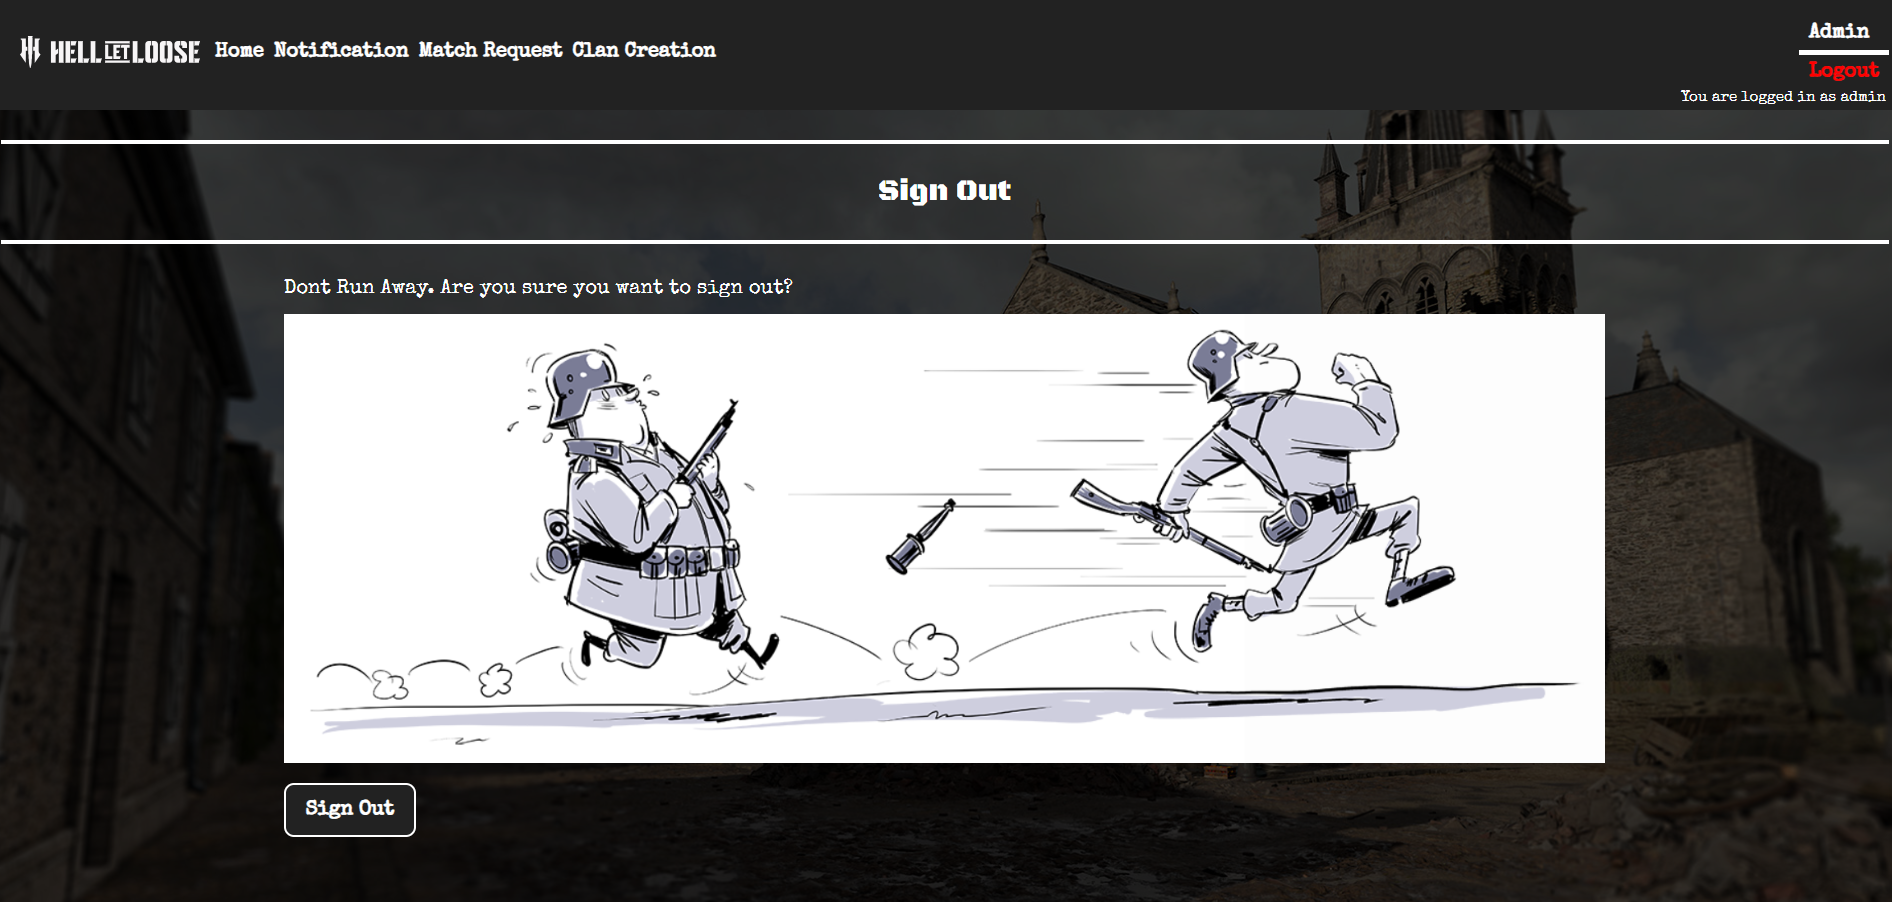 HELL LET LOOSE Home Notification Match Request Clan Creation
Admin
Logout
You are logged in as admin
Sign Out
Dont Run Away. Are you sure you want to sign out?
Sign Out